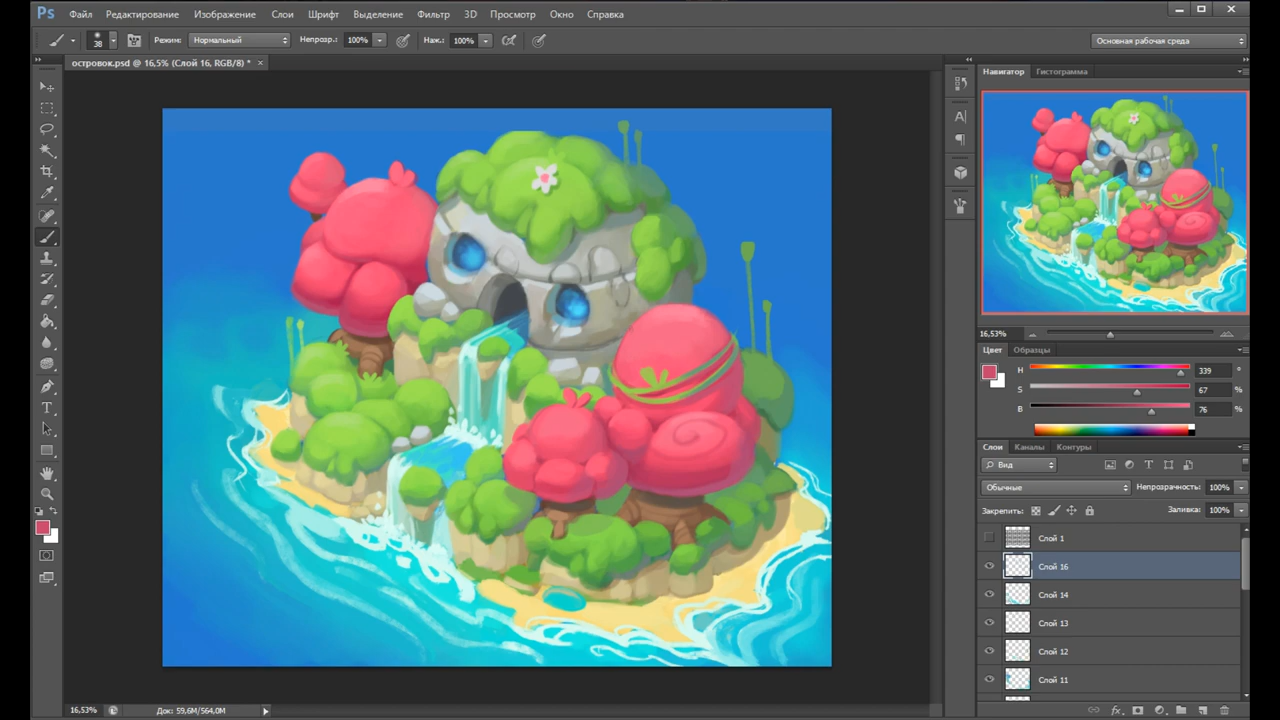 Ps Файл Редактирование Изображение Слои Шрифт Выделение Фильтр 3D Просмотр Окно Справка
38 Режим: Нормальный Непрозр.: 100% Наж.: 100% Основная рабочая среда
островок.psd @ 16,5% (Слой 16, RGB/8) * ×
Навигатор Гистограмма
16,53%
Цвет Образцы
H 339 °
S 67 %
B 76 %
Слои Каналы Контуры
Вид
Обычные Непрозрачность: 100%
Закрепить: Заливка: 100%
Слой 1
Слой 16
Слой 14
Слой 13
Слой 12
Слой 11
fx
16,53% Док: 59,6M/564,0M